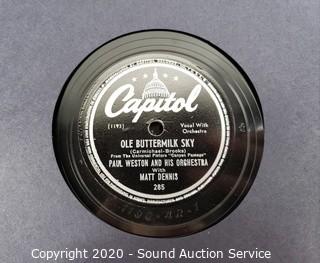 Capitol
[1193]
Vocal With
Orchestra
OLE BUTTERMILK SKY
(Carmichael-Brooks)
From The Universal Picture "Canyon Passage"
PAUL WESTON AND HIS ORCHESTRA
With
MATT DENNIS
285
Copyright 2020 - Sound Auction Service